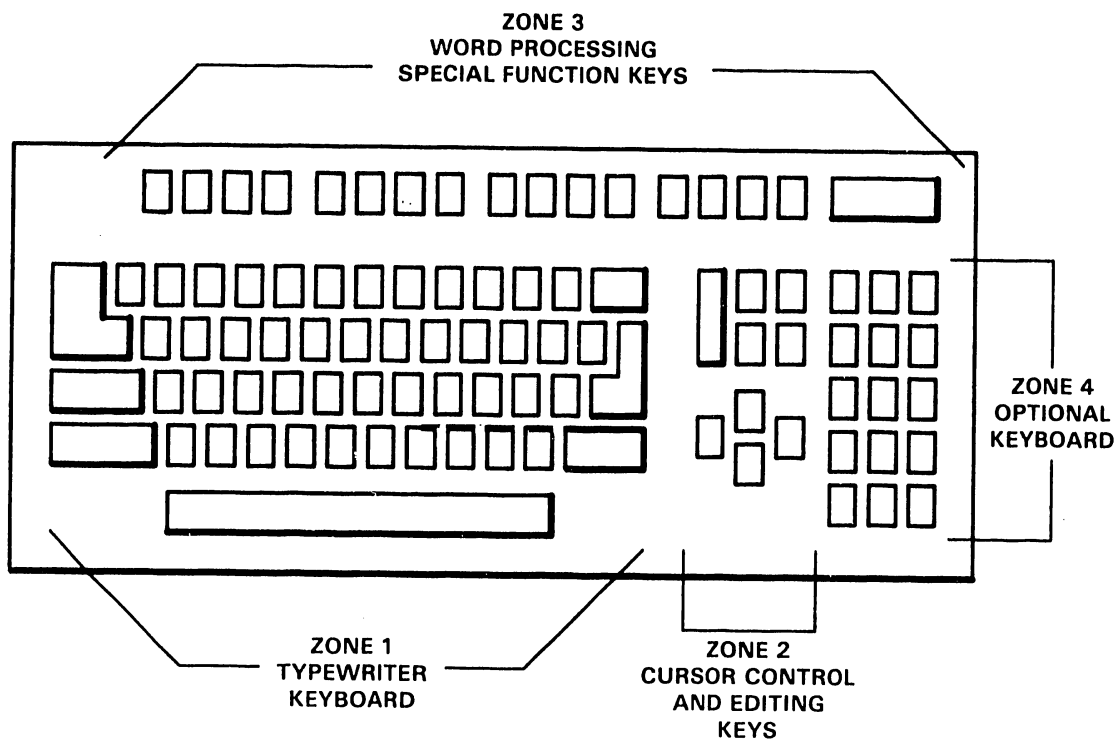 ZONE 3
WORD PROCESSING
SPECIAL FUNCTION KEYS
ZONE 4
OPTIONAL
KEYBOARD
ZONE 1
TYPEWRITER
KEYBOARD
ZONE 2
CURSOR CONTROL
AND EDITING
KEYS